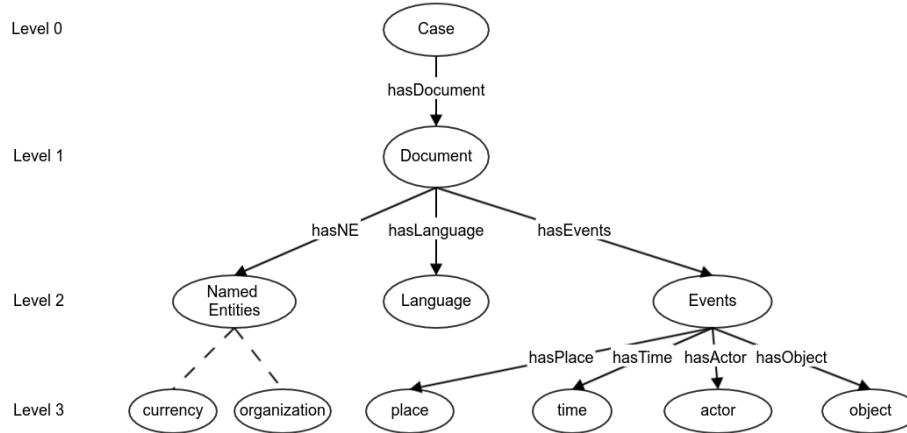 Level 0
Case
hasDocument
Level 1
Document
hasNE
hasLanguage
hasEvents
Level 2
Named
Entities
Language
Events
hasPlace
hasTime
hasActor
hasObject
Level 3
currency
organization
place
time
actor
object